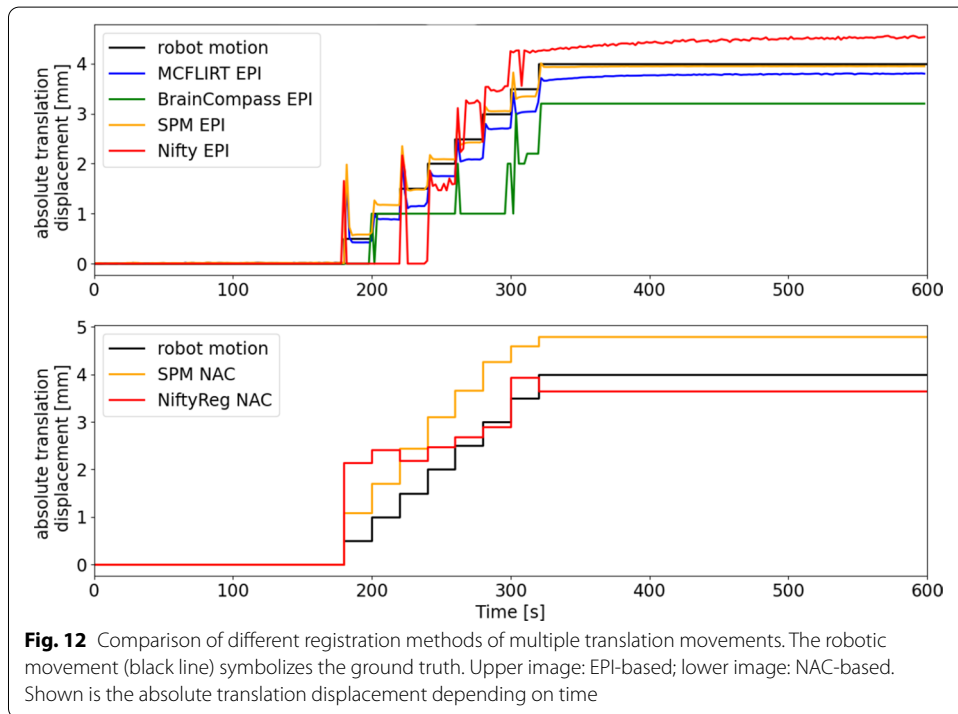 absolute translation
displacement [mm]
4
3
2
1
0
robot motion
MCFLIRT EPI
BrainCompass EPI
SPM EPI
Nifty EPI
0 100 200 300 400 500 600
absolute translation
displacement [mm]
5
4
3
2
1
0
robot motion
SPM NAC
NiftyReg NAC
0 100 200 300 400 500 600
Time [s]
Fig. 12 Comparison of different registration methods of multiple translation movements. The robotic
movement (black line) symbolizes the ground truth. Upper image: EPI-based; lower image: NAC-based.
Shown is the absolute translation displacement depending on time